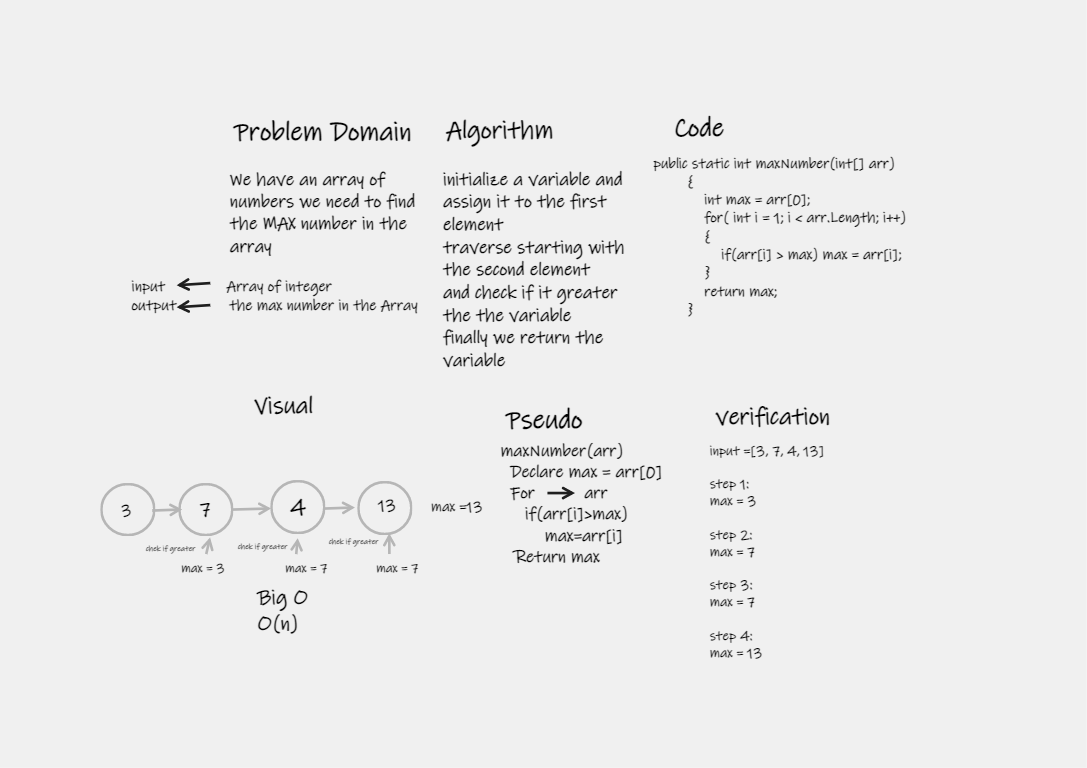 Problem Domain
We have an array of
numbers we need to find
the MAX number in the
array
input Array of integer
output the max number in the Array
Algorithm
initialize a variable and
assign it to the first
element
traverse starting with
the second element
and check if it greater
the the variable
finally we return the
variable
Code
public static int maxNumber(int[] arr)
{
int max = arr[0];
for( int i = 1; i < arr.Length; i++)
{
if(arr[i] > max) max = arr[i];
}
return max;
}
Visual
3 7 4 13 max =13
chek if greater chek if greater chek if greater
max = 3 max = 7 max = 7
Big O
O(n)
Pseudo
maxNumber(arr)
Declare max = arr[0]
For → arr
if(arr[i]>max)
max=arr[i]
Return max
verification
input =[3, 7, 4, 13]
step 1:
max = 3
step 2:
max = 7
step 3:
max = 7
step 4:
max = 13